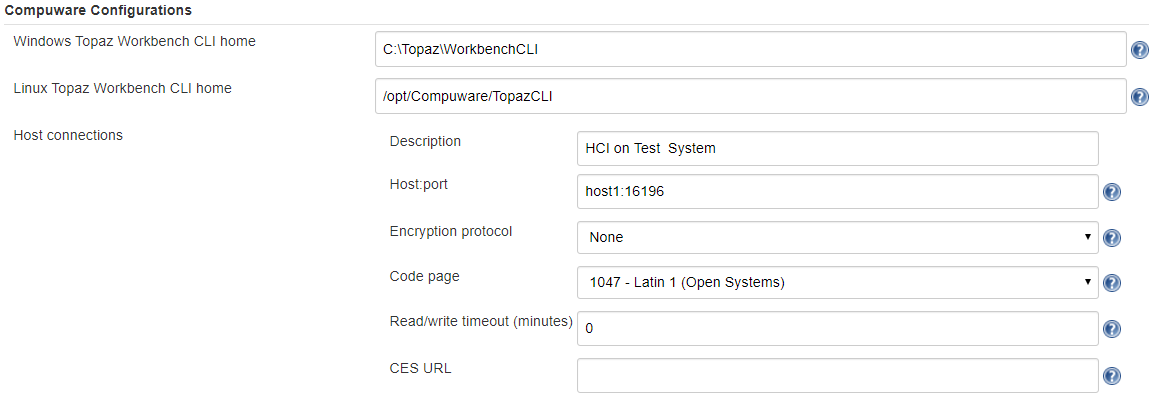 Compuware Configurations
Windows Topaz Workbench CLI home
C:\Topaz\WorkbenchCLI
Linux Topaz Workbench CLI home
/opt/Compuware/TopazCLI
Host connections
Description
HCI on Test  System
Host:port
host1:16196
Encryption protocol
None
Code page
1047 - Latin 1 (Open Systems)
Read/write timeout (minutes)
0
CES URL